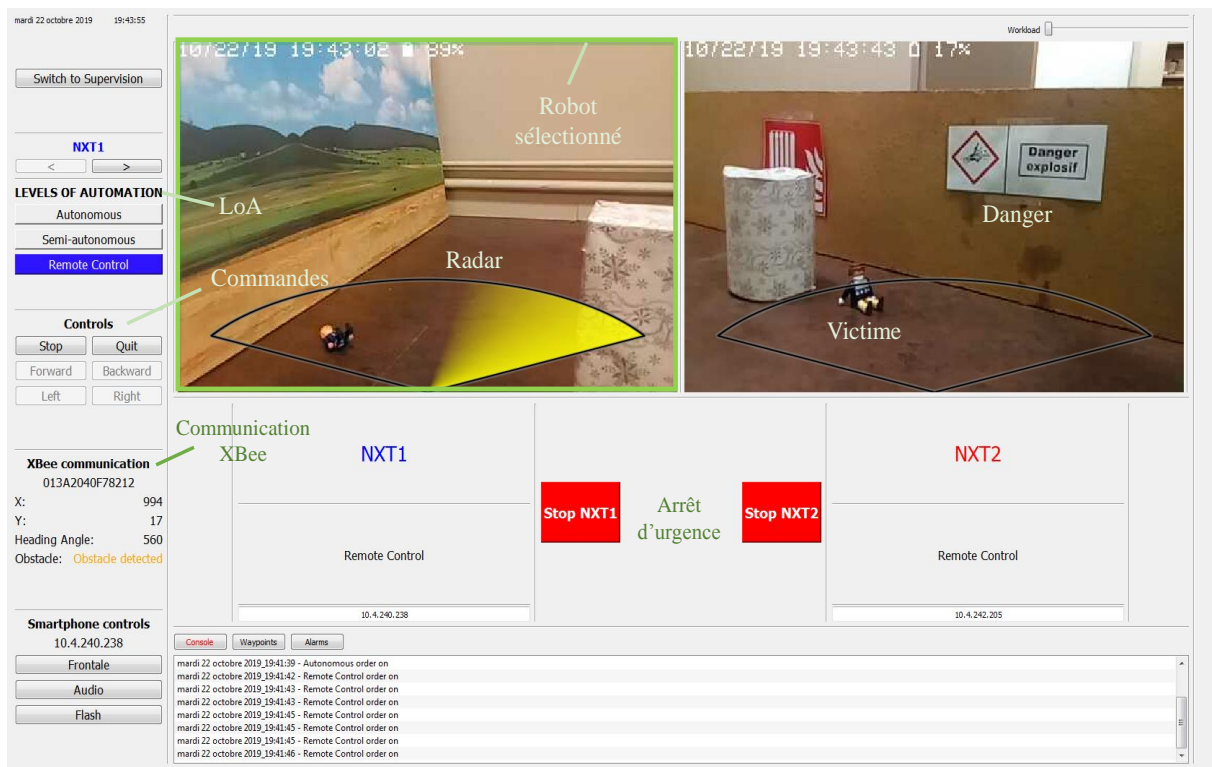 mardi 22 octobre 2019 19:43:55
Switch to Supervision
NXT1
< >
LEVELS OF AUTOMATION
Autonomous
Semi-autonomous
Remote Control
Controls
Stop Quit
Forward Backward
Left Right
XBee communication
013A2040F78212
X: 994
Y: 17
Heading Angle: 560
Obstacle: Obstacle detected
Smartphone controls
10.4.240.238
Frontale
Audio
Flash
Workload
10/22/19 19:43:02 89%
Robot
sélectionné
LoA
Radar
Commandes
10/22/19 19:43:43 17%
Danger
explosif
Danger
Victime
Communication
XBee
NXT1
Remote Control
10.4.240.238
Stop NXT1
Arrêt
d'urgence
Stop NXT2
NXT2
Remote Control
10.4.242.205
Console Waypoints Alarms
mardi 22 octobre 2019_19:41:39 - Autonomous order on
mardi 22 octobre 2019_19:41:42 - Remote Control order on
mardi 22 octobre 2019_19:41:43 - Remote Control order on
mardi 22 octobre 2019_19:41:43 - Remote Control order on
mardi 22 octobre 2019_19:41:45 - Remote Control order on
mardi 22 octobre 2019_19:41:45 - Remote Control order on
mardi 22 octobre 2019_19:41:45 - Remote Control order on
mardi 22 octobre 2019_19:41:46 - Remote Control order on